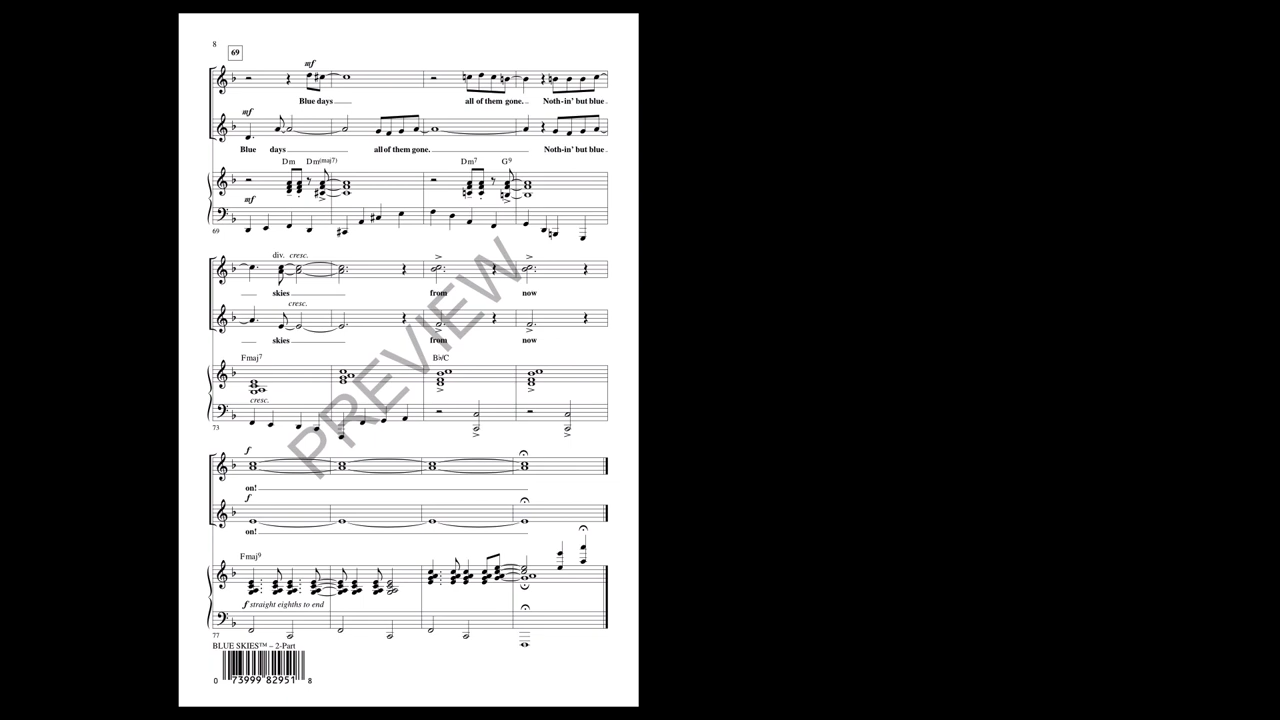 8
69
mf
Blue days
all of them gone. Noth-in' but blue
mf
Blue days all of them gone. Noth-in' but blue
Dm Dm(maj7) Dm7 G9
mf
69
div. cresc.
skies from now
cresc.
skies from now
Fmaj7 B♭/C
cresc.
73
f
on!
f
on!
Fmaj9
f straight eighths to end
77
BLUE SKIES™ – 2-Part
0 73999 82951 8
PREVIEW